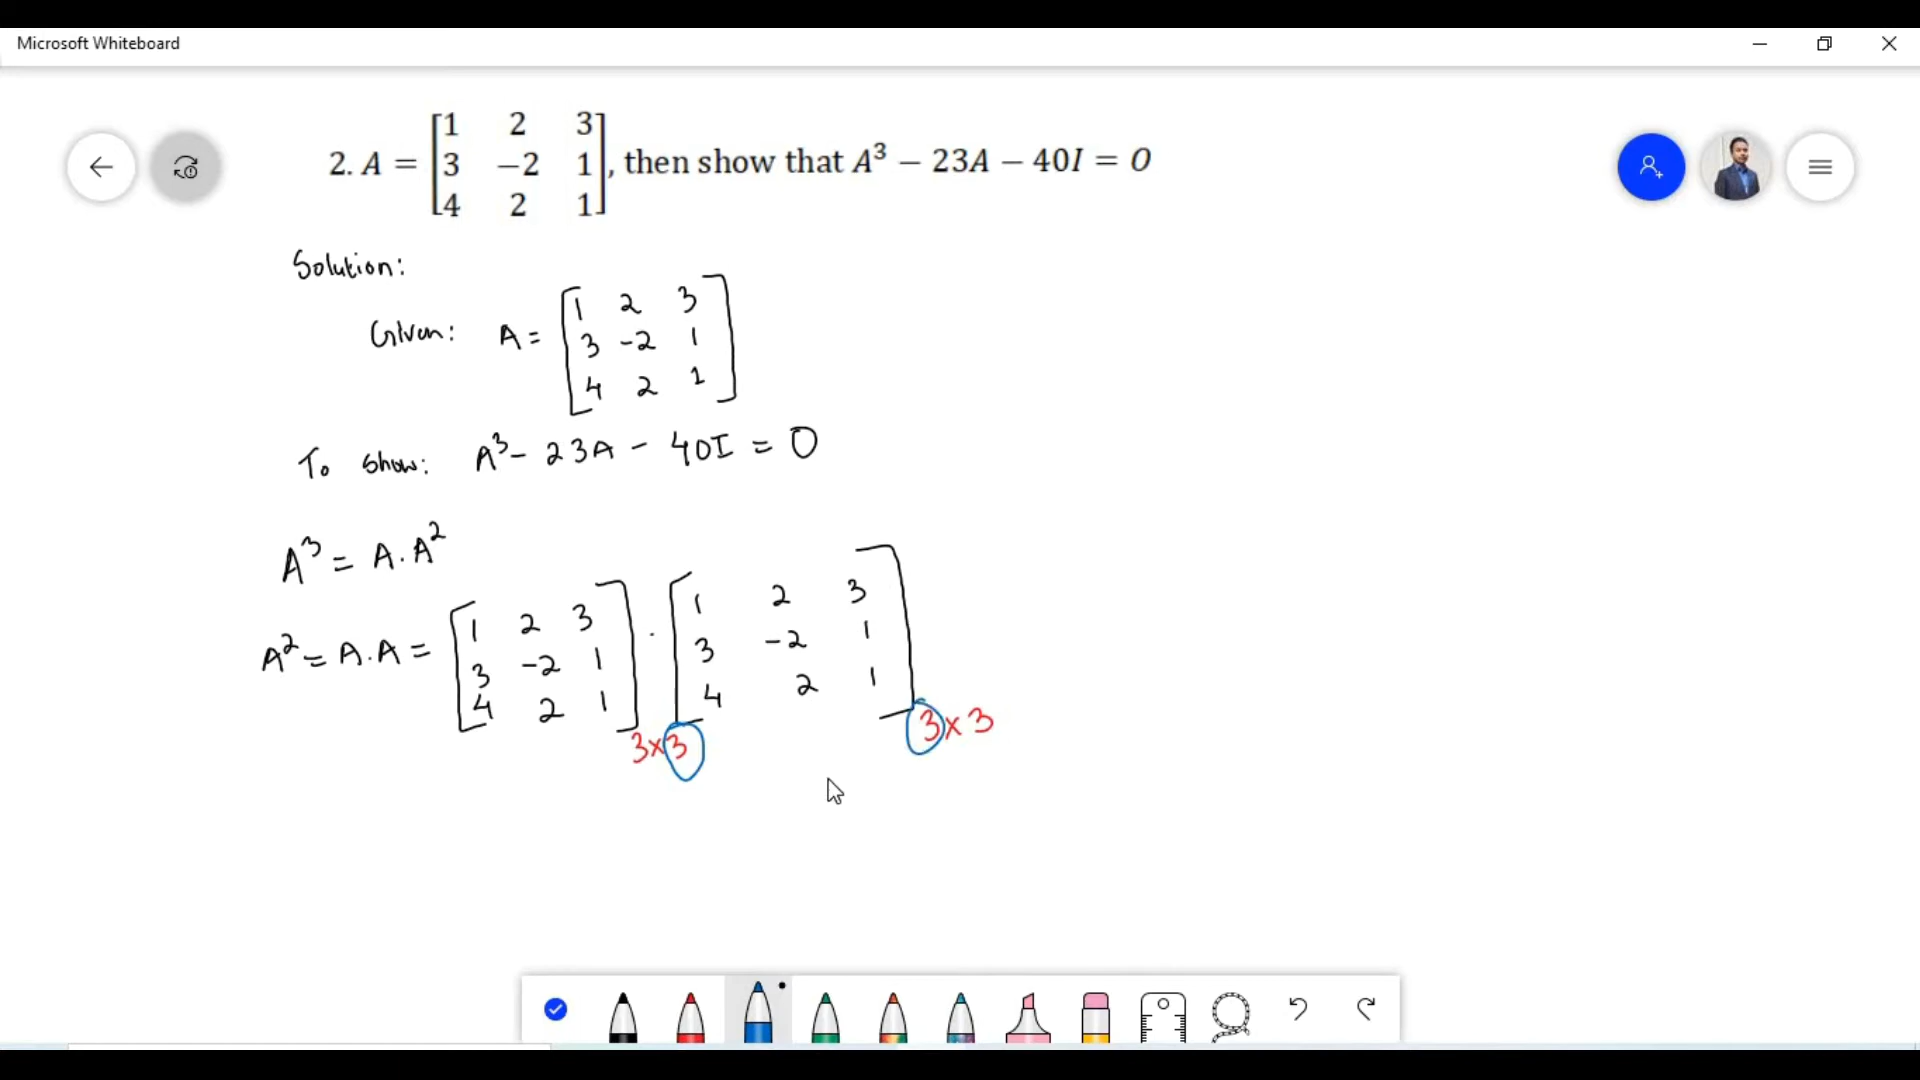 Microsoft Whiteboard
2. A = [1 2 3
3 −2 1
4 2 1], then show that A³ − 23A − 40I = O
Solution:
Given: A = [1 2 3
3 -2 1
4 2 1]
To show: A³ - 23A - 40I = O
A³ = A.A²
A² = A.A = [1 2 3
3 -2 1
4 2 1] . [1 2 3
3 -2 1
4 2 1]
3x3 3x3